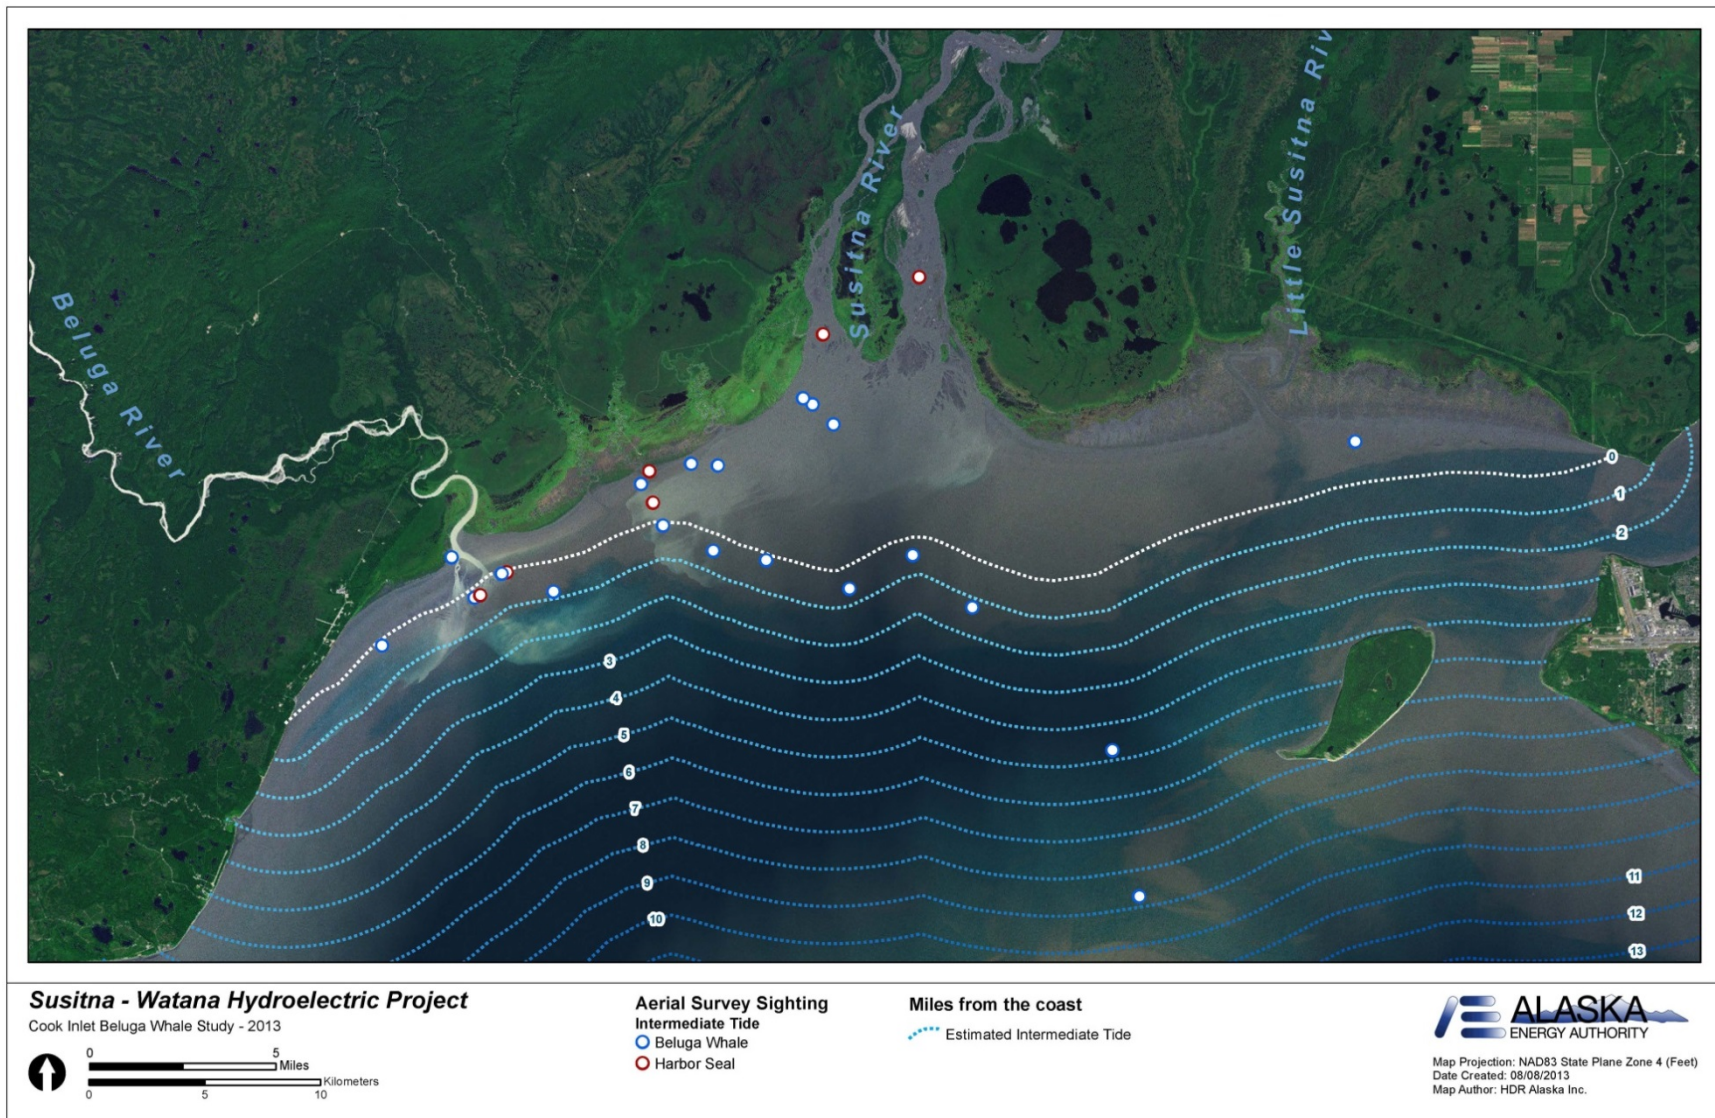 Beluga River
Susitna River
Little Susitna Riv
0
1
2
3
4
5
6
7
8
9
10
11
12
13
Susitna - Watana Hydroelectric Project
Cook Inlet Beluga Whale Study - 2013
0 5
Miles
Kilometers
0 5 10
Aerial Survey Sighting
Intermediate Tide
Beluga Whale
Harbor Seal
Miles from the coast
Estimated Intermediate Tide
ALASKA
ENERGY AUTHORITY
Map Projection: NAD83 State Plane Zone 4 (Feet)
Date Created: 08/08/2013
Map Author: HDR Alaska Inc.